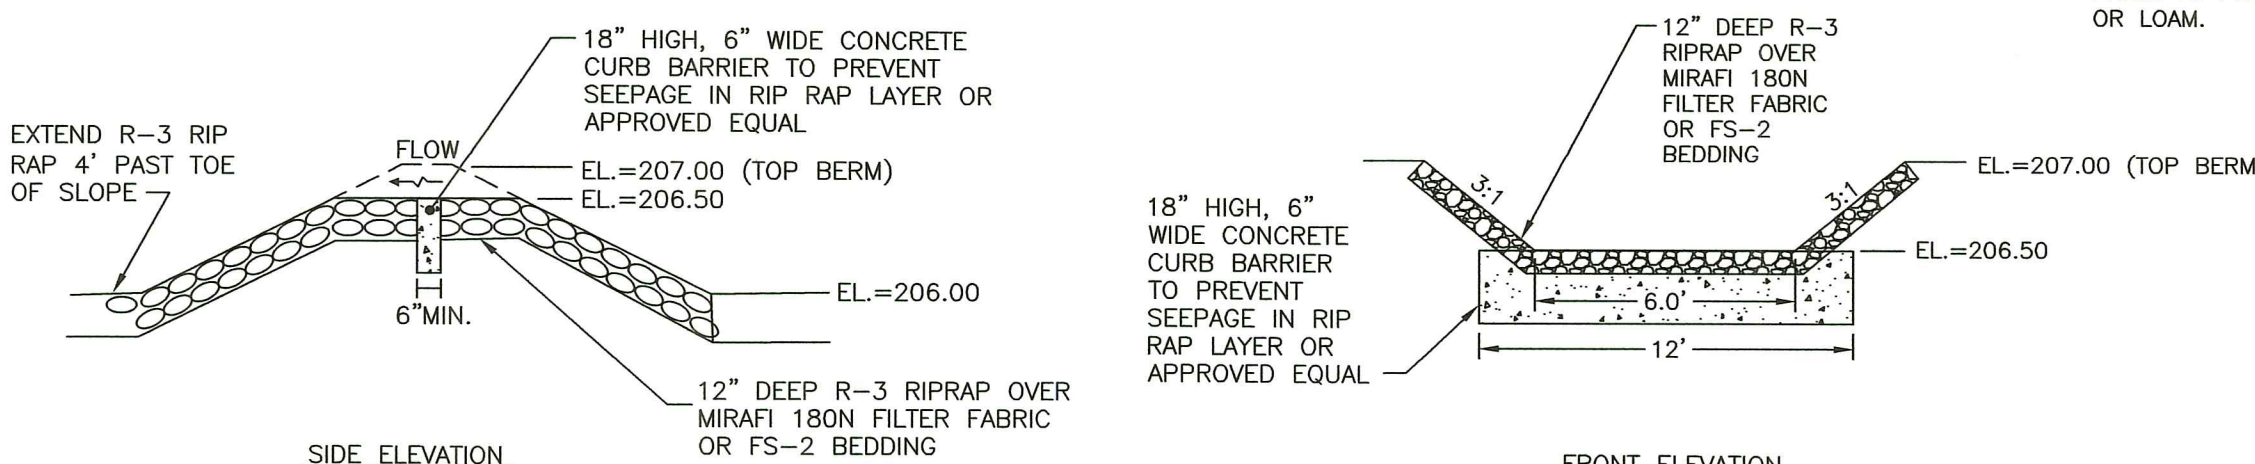 18" HIGH, 6" WIDE CONCRETE
CURB BARRIER TO PREVENT
SEEPAGE IN RIP RAP LAYER OR
APPROVED EQUAL
EXTEND R-3 RIP
RAP 4' PAST TOE
OF SLOPE
FLOW
EL.=207.00 (TOP BERM)
EL.=206.50
EL.=206.00
6"MIN.
12" DEEP R-3 RIPRAP OVER
MIRAFI 180N FILTER FABRIC
OR FS-2 BEDDING
SIDE ELEVATION
OR LOAM.
12" DEEP R-3
RIPRAP OVER
MIRAFI 180N
FILTER FABRIC
OR FS-2
BEDDING
3:1
3:1
EL.=207.00 (TOP BERM
EL.=206.50
18" HIGH, 6"
WIDE CONCRETE
CURB BARRIER
TO PREVENT
SEEPAGE IN RIP
RAP LAYER OR
APPROVED EQUAL
6.0'
12'
FRONT ELEVATION